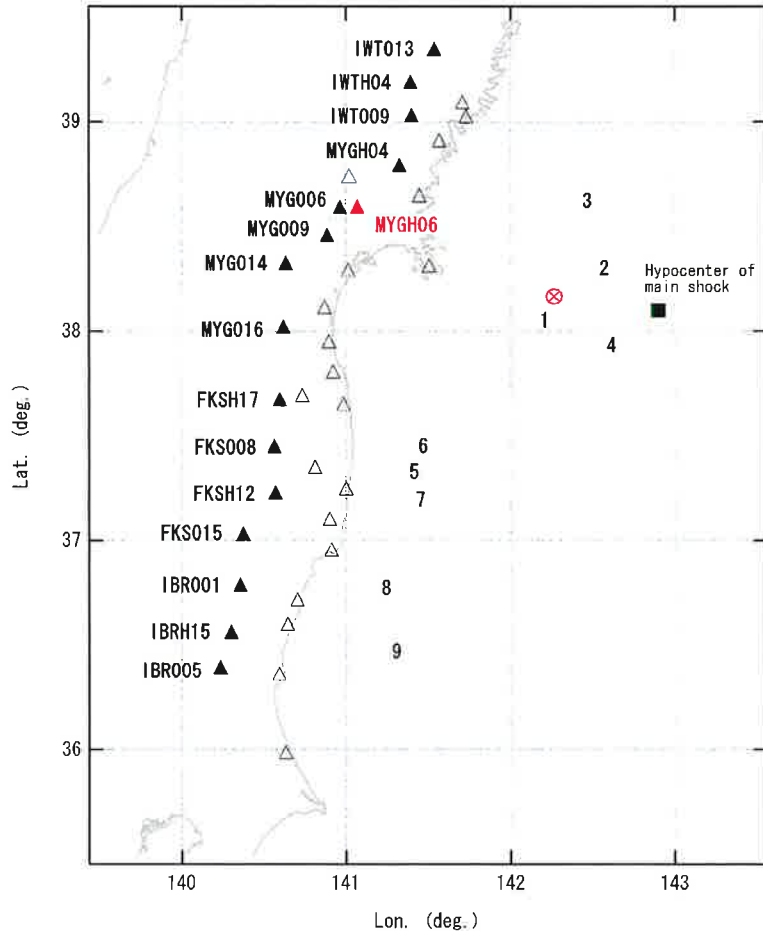 IWT013
IWTH04
39
IWT009
MYGH04
MYG006
3
MYGH06
MYG009
MYG014
2
Hypocenter of
main shock
1
38
MYG016
4
FKSH17
Lat. (deg.)
FKS008
6
5
FKSH12
7
FKS015
37
IBR001
8
IBRH15
9
IBR005
36
140
141
142
143
Lon. (deg.)